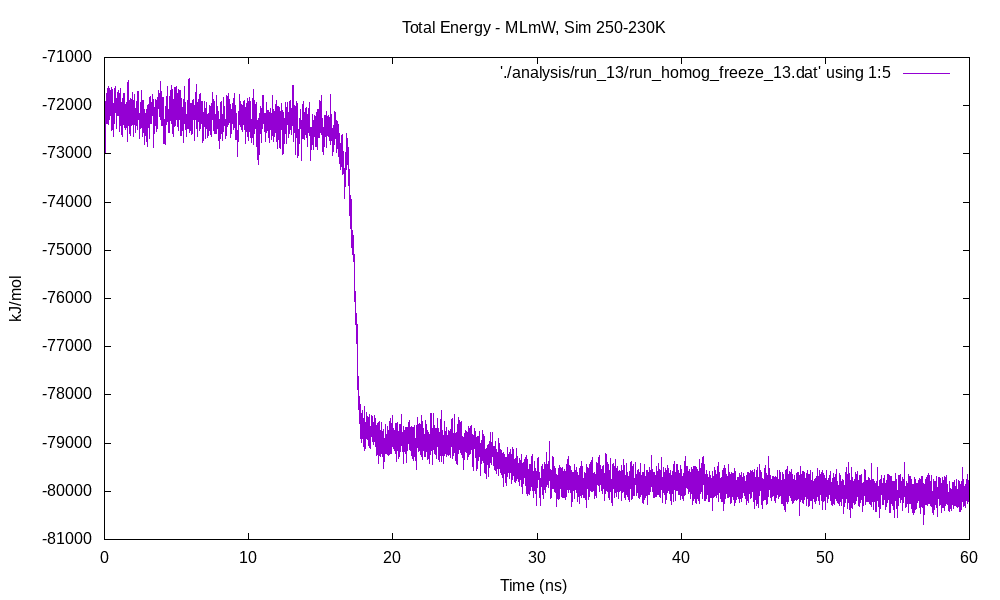 Total Energy - MLmW, Sim 250-230K
'./analysis/run_13/run_homog_freeze_13.dat' using 1:5
-71000
-72000
-73000
-74000
-75000
-76000
-77000
-78000
-79000
-80000
-81000
kJ/mol
0 10 20 30 40 50 60
Time (ns)